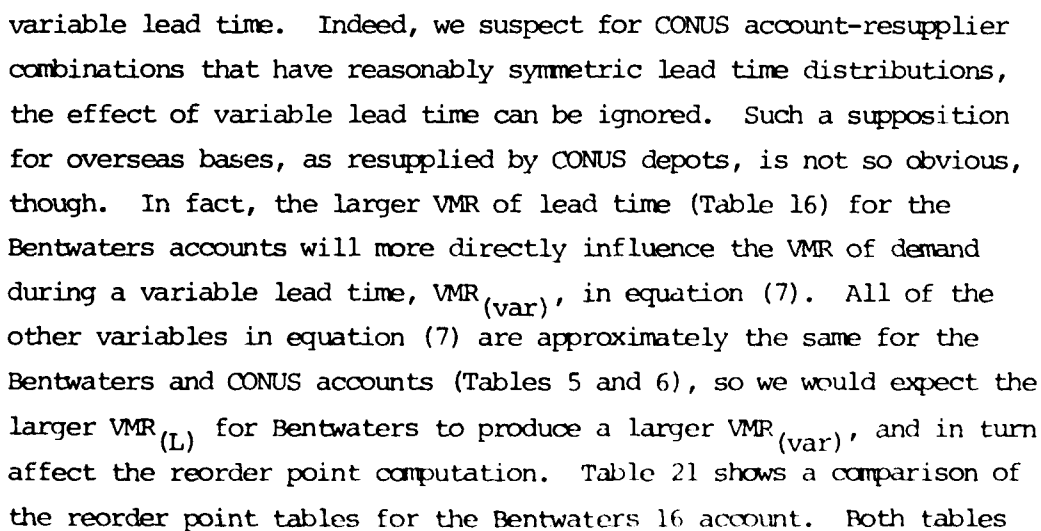 variable lead time. Indeed, we suspect for CONUS account-resupplier
combinations that have reasonably symmetric lead time distributions,
the effect of variable lead time can be ignored. Such a supposition
for overseas bases, as resupplied by CONUS depots, is not so obvious,
though. In fact, the larger VMR of lead time (Table 16) for the
Bentwaters accounts will more directly influence the VMR of demand
during a variable lead time, VMR(var), in equation (7). All of the
other variables in equation (7) are approximately the same for the
Bentwaters and CONUS accounts (Tables 5 and 6), so we would expect the
larger VMR(L) for Bentwaters to produce a larger VMR(var), and in turn
affect the reorder point computation. Table 21 shows a comparison of
the reorder point tables for the Bentwaters 16 account. Both tables